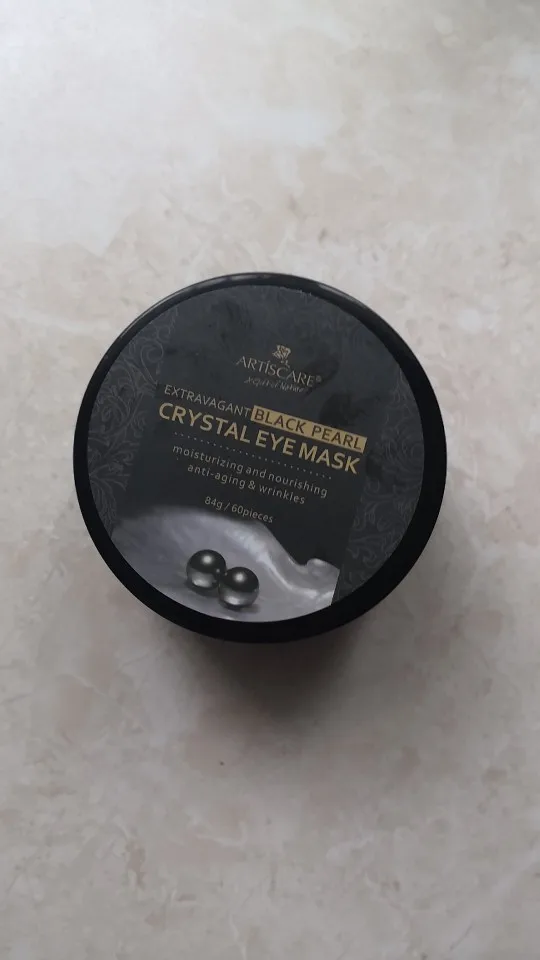 ARTISCARE®
EXTRAVAGANT BLACK PEARL
CRYSTAL EYE MASK
moisturizing and nourishing
anti-aging & wrinkles
84g / 60pieces